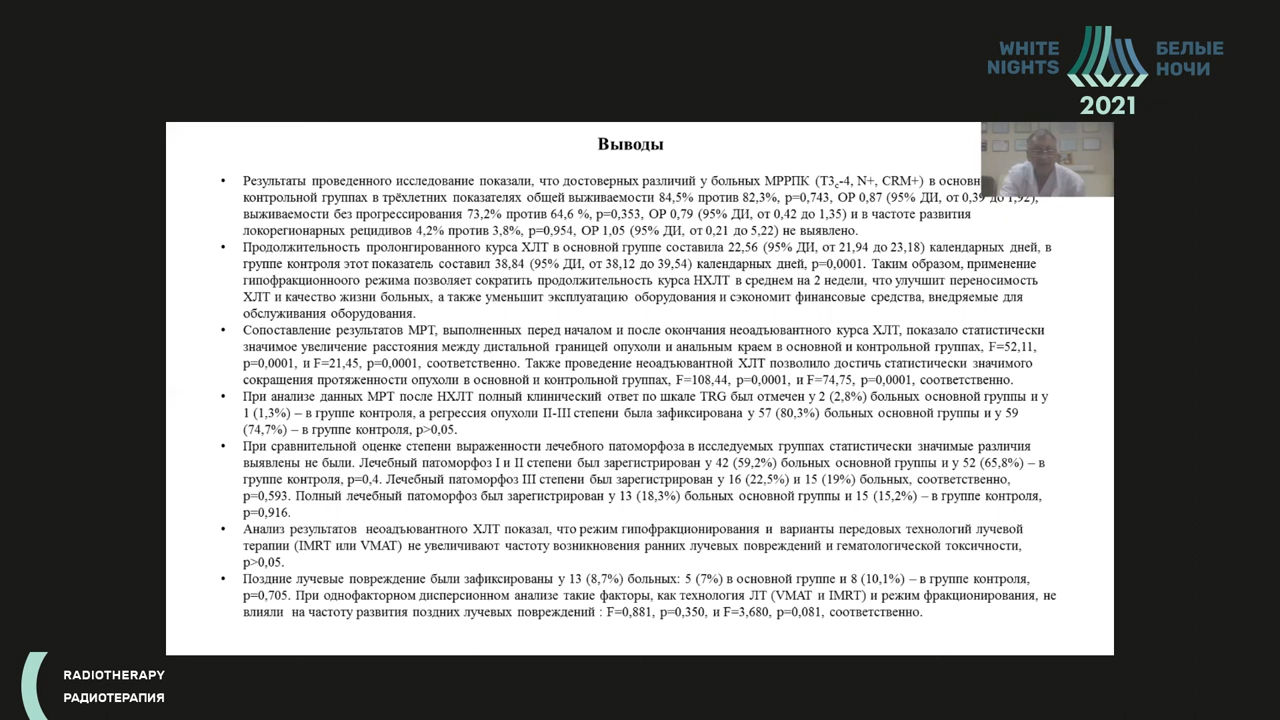 WHITE
NIGHTS
БЕЛЫЕ
НОЧИ
2021
Выводы
• Результаты проведенного исследование показали, что достоверных различий у больных МРРПК (Т3с-4, N+, CRM+) в основн
контрольной группах в трёхлетних показателях общей выживаемости 84,5% против 82,3%, p=0,743, ОР 0,87 (95% ДИ, от 0,39 до 1,92),
выживаемости без прогрессирования 73,2% против 64,6 %, p=0,353, ОР 0,79 (95% ДИ, от 0,42 до 1,35) и в частоте развития
локорегионарных рецидивов 4,2% против 3,8%, p=0,954, ОР 1,05 (95% ДИ, от 0,21 до 5,22) не выявлено.
• Продолжительность пролонгированного курса ХЛТ в основной группе составила 22,56 (95% ДИ, от 21,94 до 23,18) календарных дней, в
группе контроля этот показатель составил 38,84 (95% ДИ, от 38,12 до 39,54) календарных дней, p=0,0001. Таким образом, применение
гипофракционноого режима позволяет сократить продолжительность курса НХЛТ в среднем на 2 недели, что улучшит переносимость
ХЛТ и качество жизни больных, а также уменьшит эксплуатацию оборудования и сэкономит финансовые средства, внедряемые для
обслуживания оборудования.
• Сопоставление результатов МРТ, выполненных перед началом и после окончания неоадъювантного курса ХЛТ, показало статистически
значимое увеличение расстояния между дистальной границей опухоли и анальным краем в основной и контрольной группах, F=52,11,
p=0,0001, и F=21,45, p=0,0001, соответственно. Также проведение неоадъювантной ХЛТ позволило достичь статистически значимого
сокращения протяженности опухоли в основной и контрольной группах, F=108,44, p=0,0001, и F=74,75, p=0,0001, соответственно.
• При анализе данных МРТ после НХЛТ полный клинический ответ по шкале TRG был отмечен у 2 (2,8%) больных основной группы и у
1 (1,3%) – в группе контроля, а регрессия опухоли II-III степени была зафиксирована у 57 (80,3%) больных основной группы и у 59
(74,7%) – в группе контроля, p>0,05.
• При сравнительной оценке степени выраженности лечебного патоморфоза в исследуемых группах статистически значимые различия
выявлены не были. Лечебный патоморфоз I и II степени был зарегистрирован у 42 (59,2%) больных основной группы и у 52 (65,8%) – в
группе контроля, p=0,4. Лечебный патоморфоз III степени был зарегистрирован у 16 (22,5%) и 15 (19%) больных, соответственно,
p=0,593. Полный лечебный патоморфоз был зарегистрирован у 13 (18,3%) больных основной группы и 15 (15,2%) – в группе контроля,
p=0,916.
• Анализ результатов неоадъювантного ХЛТ показал, что режим гипофракционирования и варианты передовых технологий лучевой
терапии (IMRT или VMAT) не увеличивают частоту возникновения ранних лучевых повреждений и гематологической токсичности,
p>0,05.
• Поздние лучевые повреждение были зафиксированы у 13 (8,7%) больных: 5 (7%) в основной группе и 8 (10,1%) – в группе контроля,
p=0,705. При однофакторном дисперсионном анализе такие факторы, как технология ЛТ (VMAT и IMRT) и режим фракционирования, не
влияли на частоту развития поздних лучевых повреждений : F=0,881, p=0,350, и F=3,680, p=0,081, соответственно.
RADIOTHERAPY
РАДИОТЕРАПИЯ